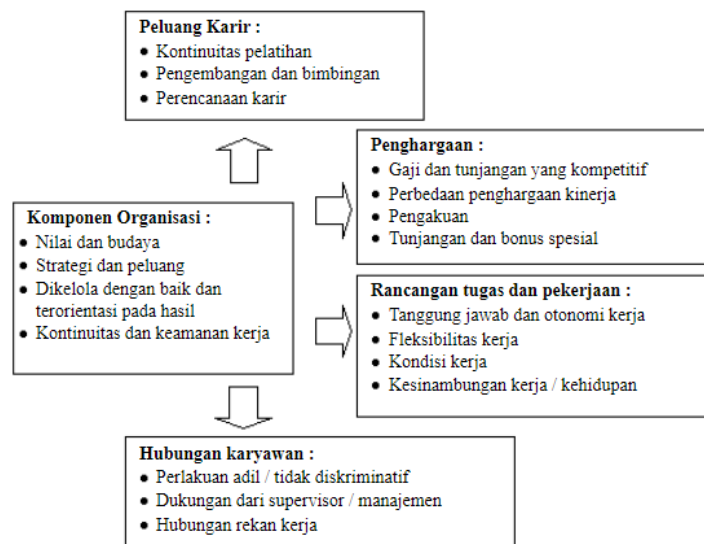 Peluang Karir :
● Kontinuitas pelatihan
● Pengembangan dan bimbingan
● Perencanaan karir
Penghargaan :
● Gaji dan tunjangan yang kompetitif
● Perbedaan penghargaan kinerja
● Pengakuan
● Tunjangan dan bonus spesial
Komponen Organisasi :
● Nilai dan budaya
● Strategi dan peluang
● Dikelola dengan baik dan
terorientasi pada hasil
● Kontinuitas dan keamanan kerja
Rancangan tugas dan pekerjaan :
● Tanggung jawab dan otonomi kerja
● Fleksibilitas kerja
● Kondisi kerja
● Kesinambungan kerja / kehidupan
Hubungan karyawan :
● Perlakuan adil / tidak diskriminatif
● Dukungan dari supervisor / manajemen
● Hubungan rekan kerja